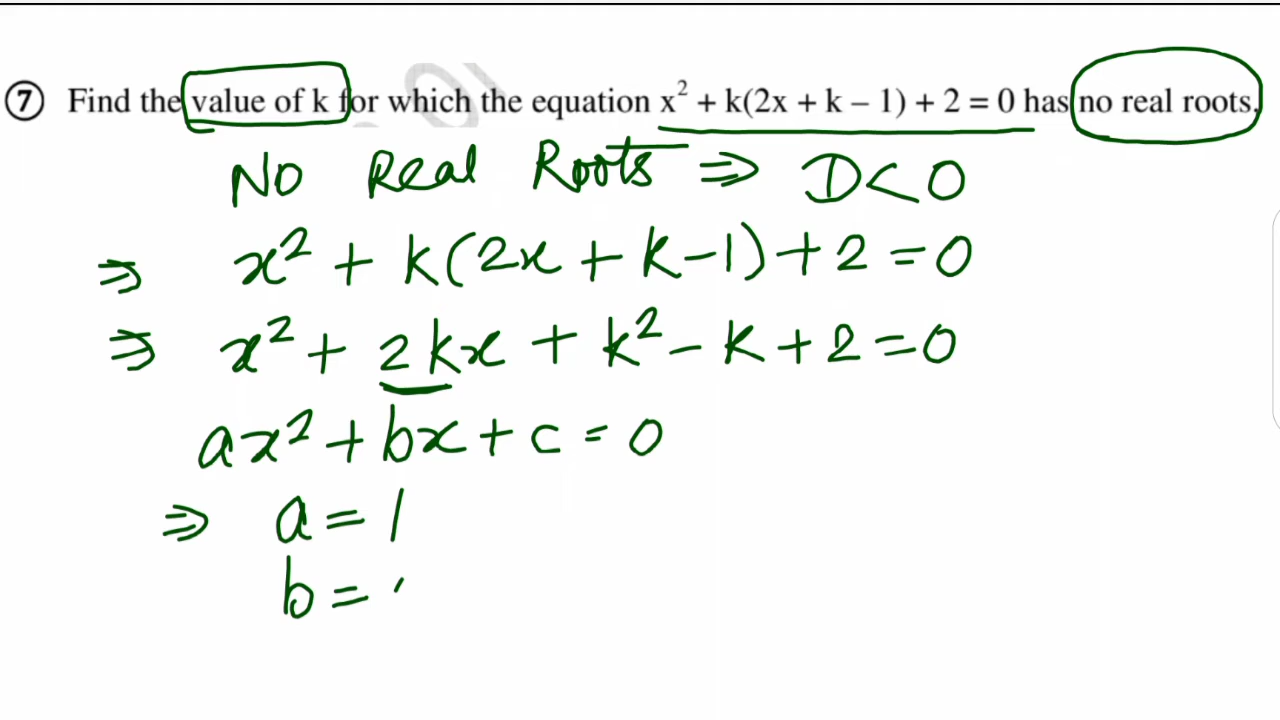 7 Find the value of k for which the equation x² + k(2x + k – 1) + 2 = 0 has no real roots.
No Real Roots ⇒ D<0
⇒ x² + k(2x + k-1) + 2 = 0
⇒ x² + 2kx + k² - k + 2 = 0
ax² + bx + c = 0
⇒ a = 1
b =